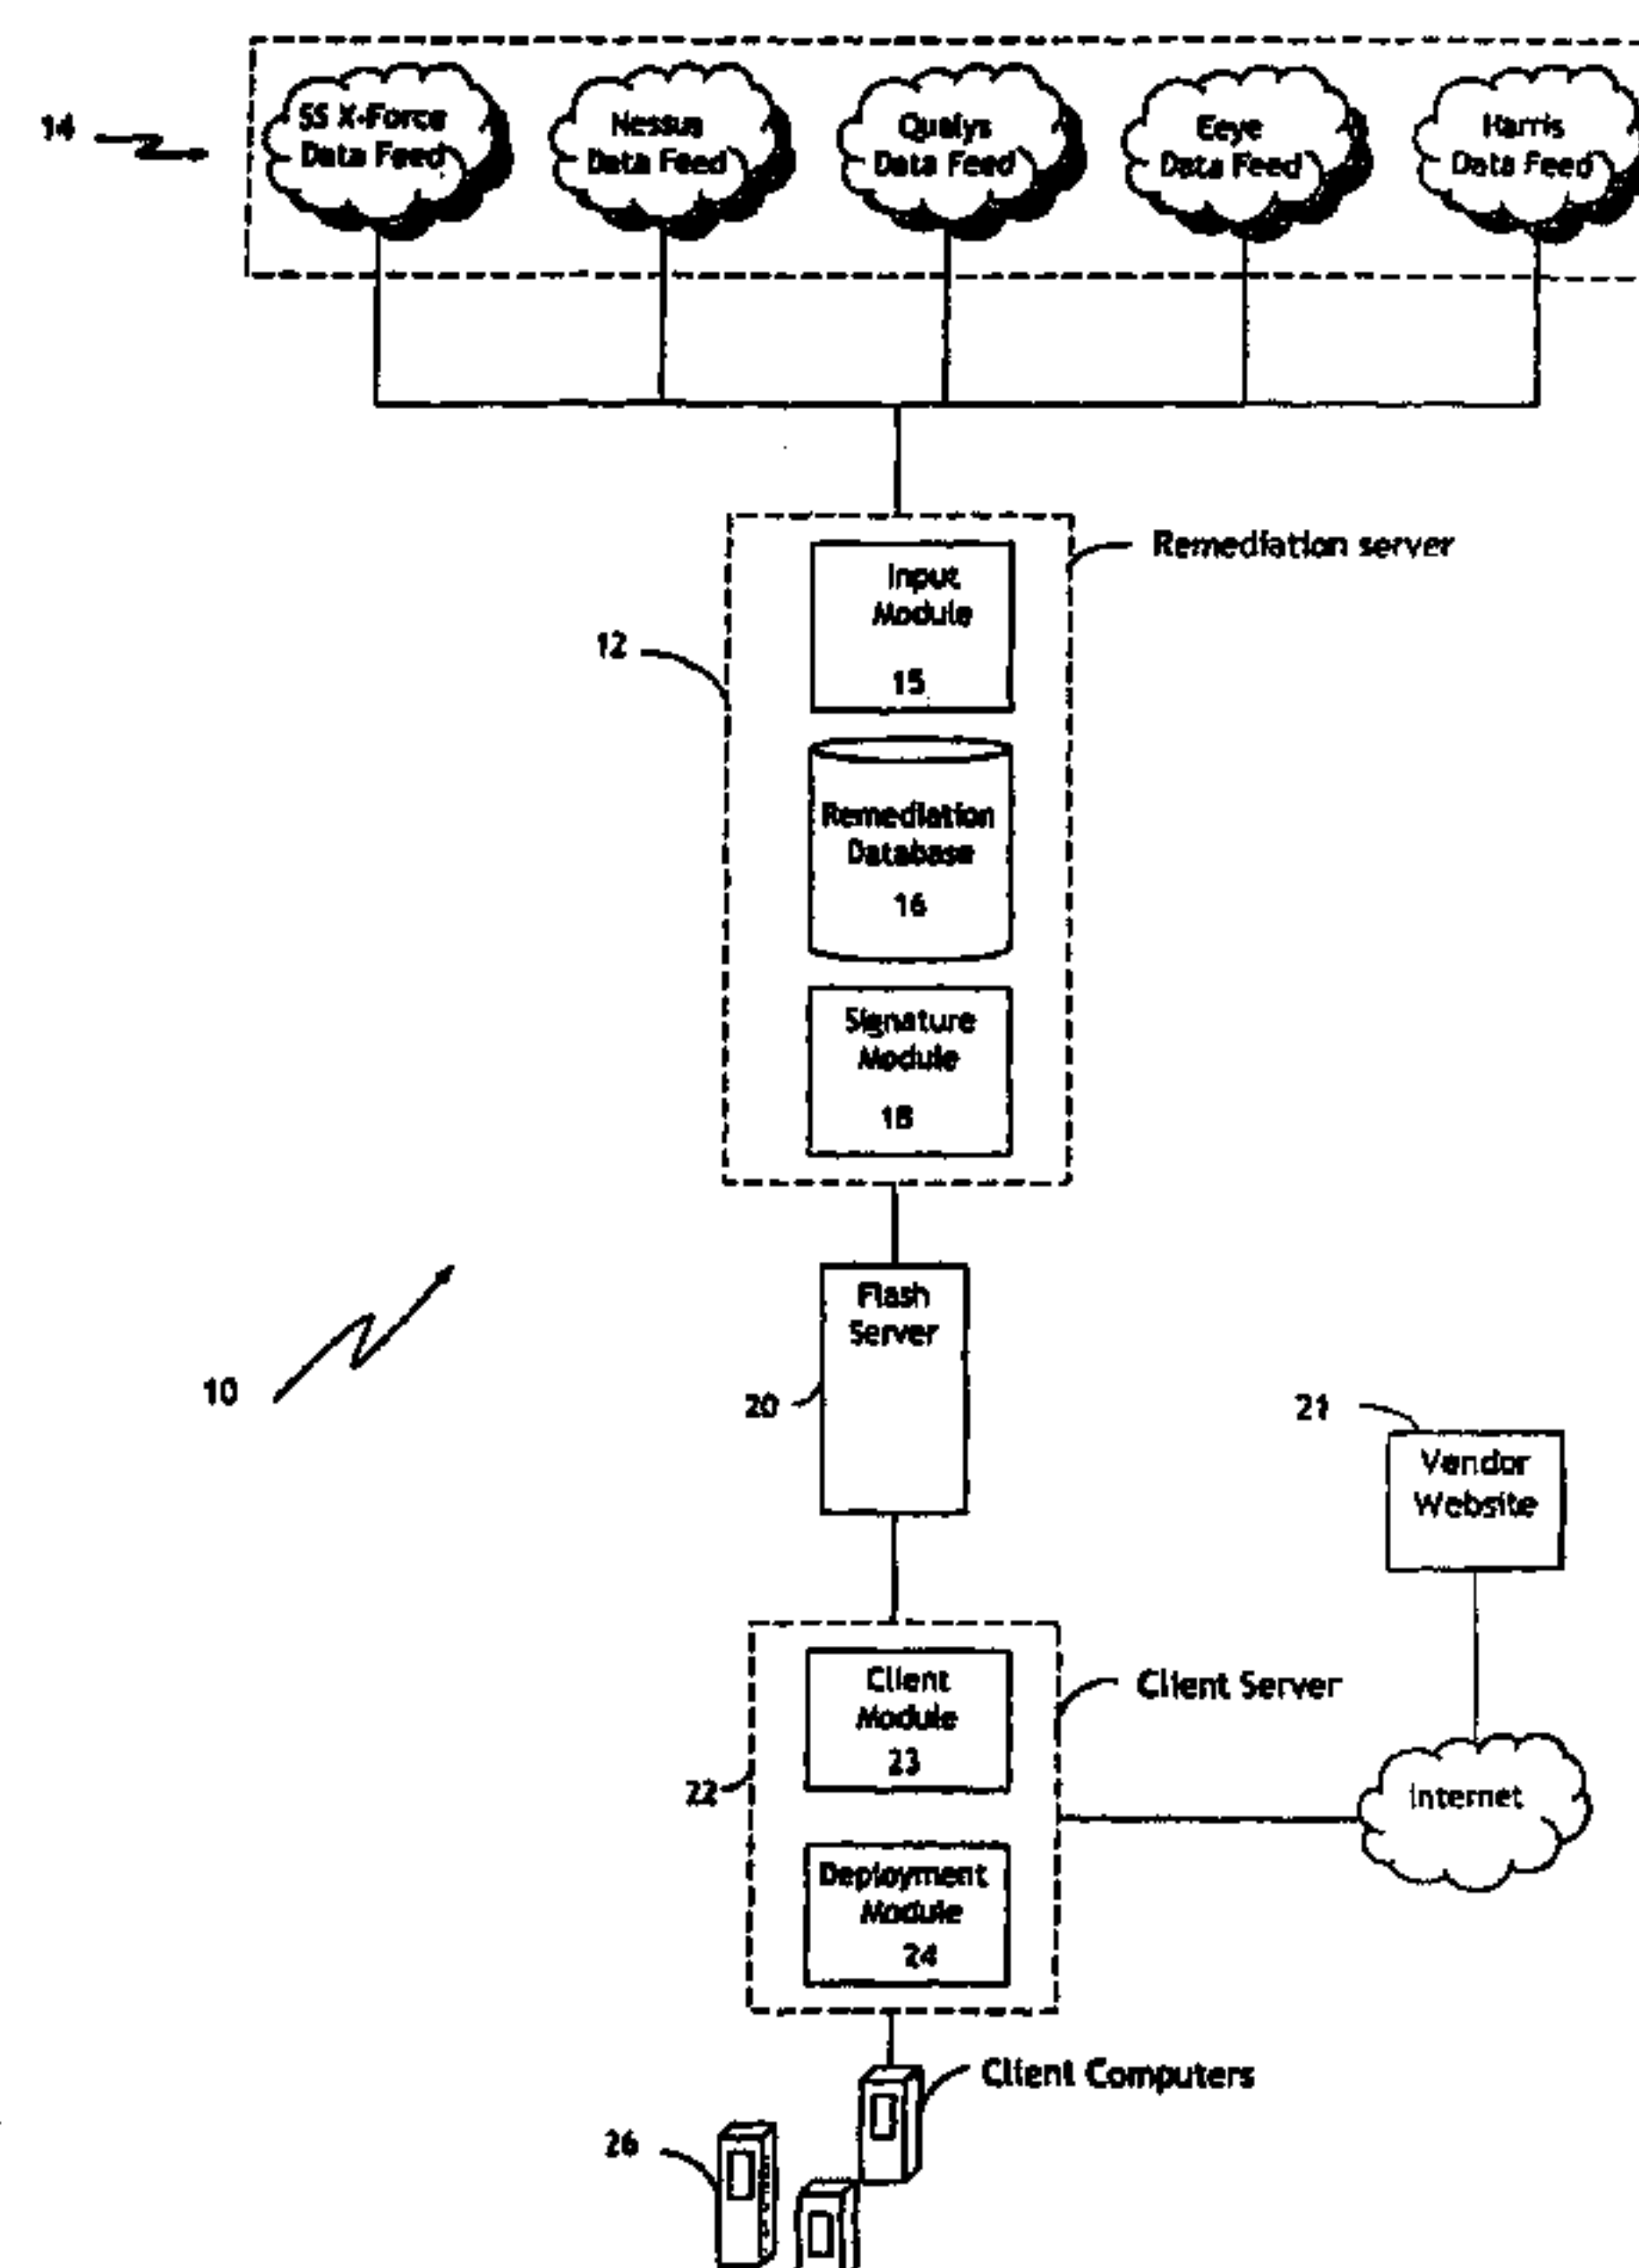 14
SS X-Force
Data Feed
Nessus
Data Feed
Qualys
Data Feed
Eeye
Data Feed
Harris
Data Feed
Remediation server
12
Input
Module
15
Remediation
Database
16
Signature
Module
18
10
Flash
Server
20
21
Vendor
Website
Client Server
22
Client
Module
23
Internet
Deployment
Module
24
Client Computers
26